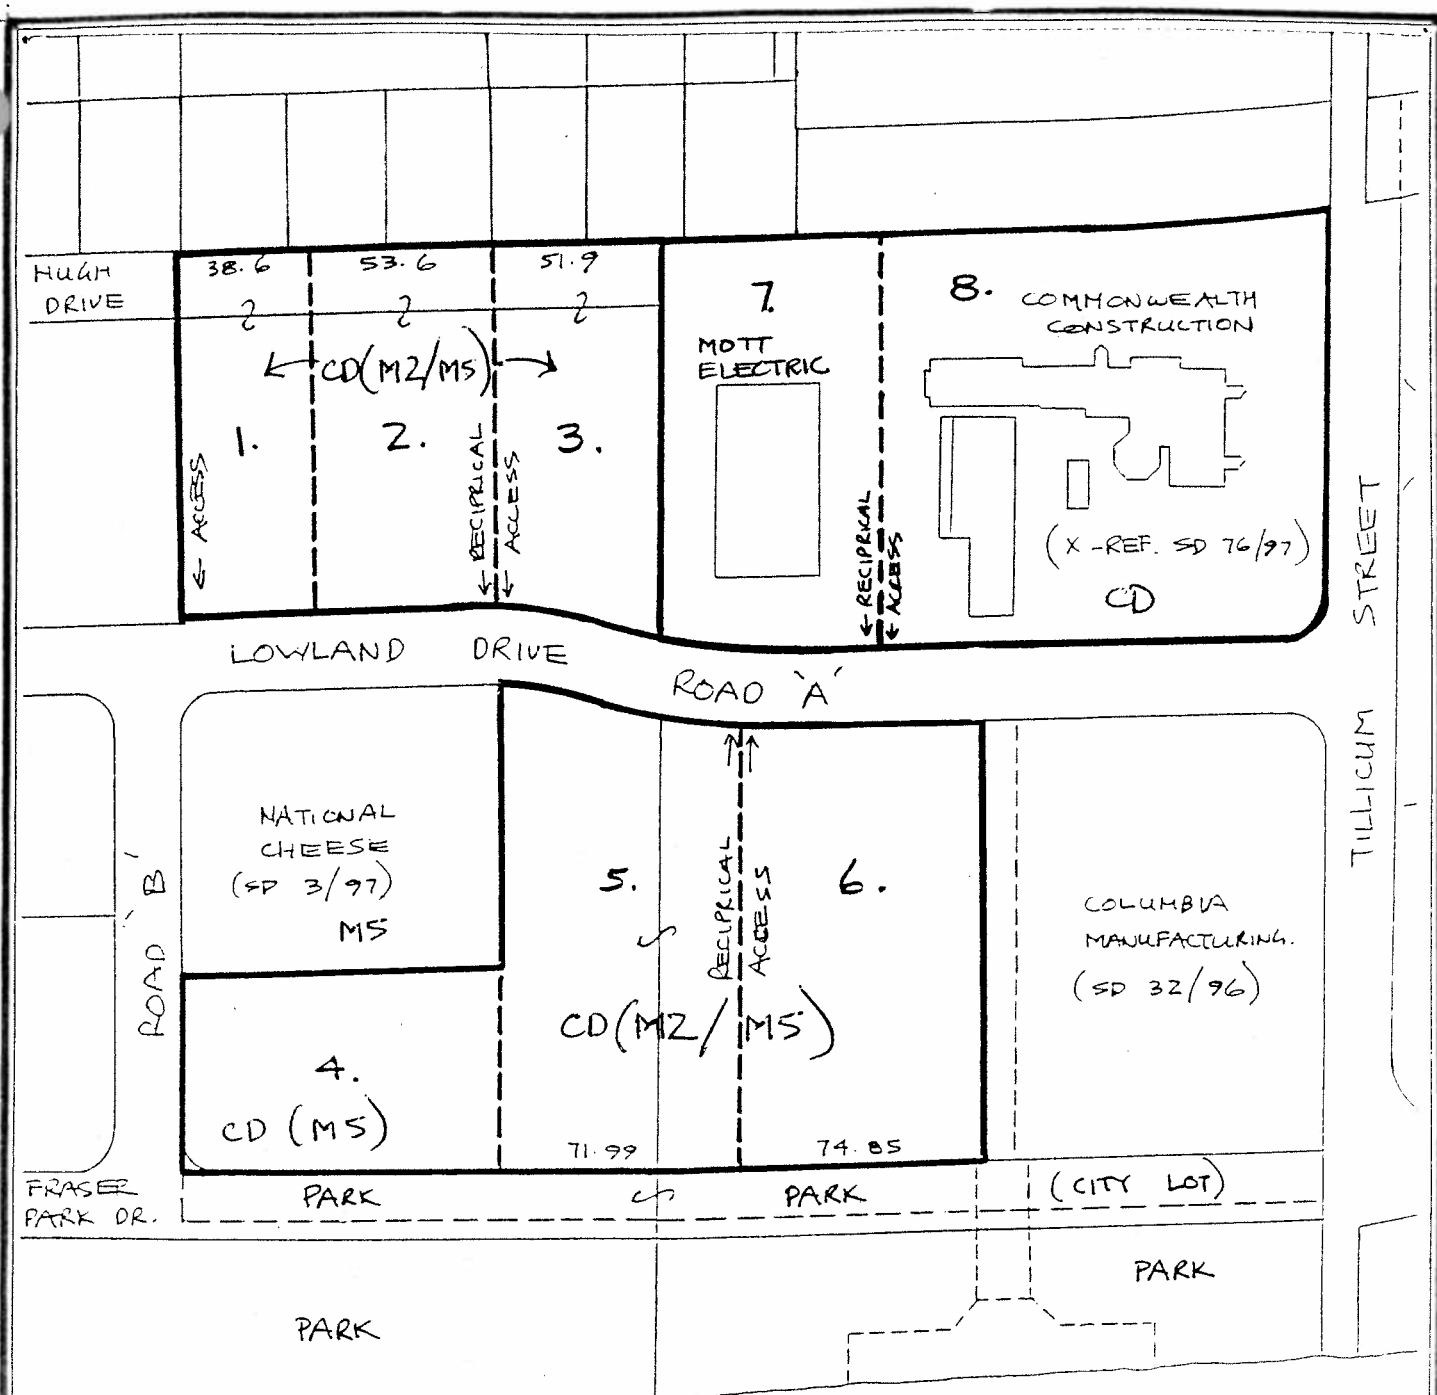 38.6
53.6
51.9
HUGH
DRIVE
7.
MOTT
ELECTRIC
8.
COMMONWEALTH
CONSTRUCTION
CD(M2/M5)
1.
2.
3.
← ACCESS
← RECIPRICAL
← ACCESS
← RECIPRICAL
← ACCESS
(X-REF. SD 76/97)
CD
LOWLAND DRIVE
ROAD 'A'
TILLICUM STREET
NATIONAL
CHEESE
(SP 3/97)
M5
ROAD 'B'
5.
6.
RECIPRICAL →
ACCESS →
COLUMBIA
MANUFACTURING.
(SD 32/96)
CD(M2/M5)
4.
CD (M5)
71.99
74.85
FRASER
PARK DR.
PARK
PARK
(CITY LOT)
PARK
PARK